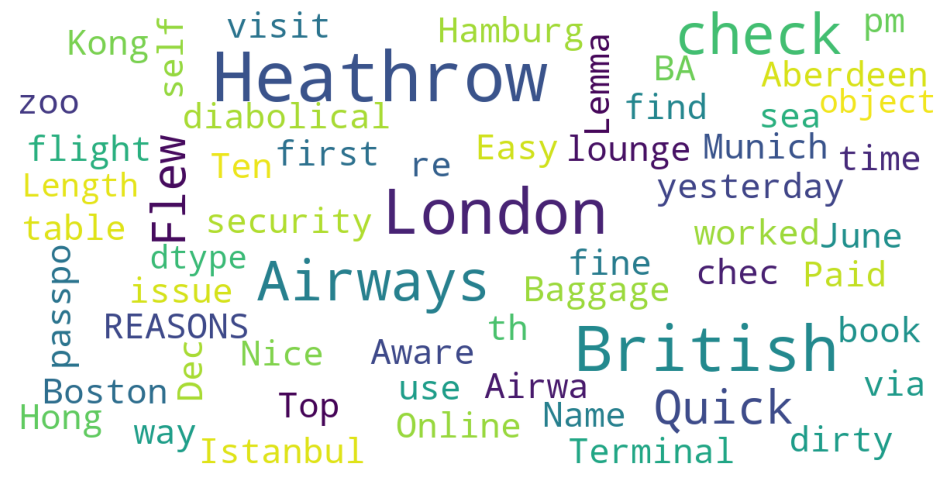 visit
Hamburg
check
pm
Kong
self
Heathrow
Lemma
BA
Aberdeen
zoo
diabolical
find
sea
object
flight
Flew
Ten
first
re
Easy
lounge
Munich
time
Length
London
yesterday
table
security
worked
June
passpo
dtype
Airways
fine
chec
Paid
issue
Baggage
REASONS
th
British
book
Dec
Nice
Aware
Boston
use
Airwa
Quick
via
Hong
Top
Name
way
Online
dirty
Istanbul
Terminal